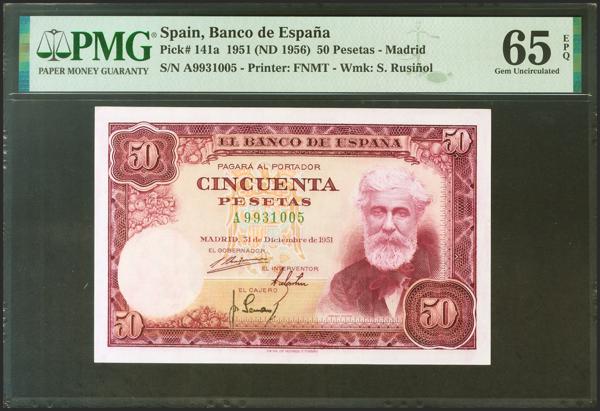 PMG
PAPER MONEY GUARANTY
Spain, Banco de España
Pick# 141a 1951 (ND 1956) 50 Pesetas - Madrid
S/N A9931005 - Printer: FNMT - Wmk: S. Rusiñol
65
EPQ
Gem Uncirculated
50
50
EL BANCO DE ESPAÑA
PAGARÁ AL PORTADOR
CINCUENTA
PESETAS
A9931005
MADRID, 31 de Diciembre de 1951
EL GOBERNADOR
EL INTERVENTOR
EL CAJERO
50
50